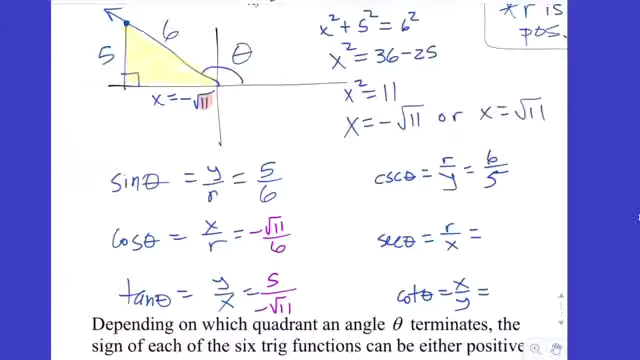 *r is
pos.
6
5
θ
x = -√11
x² + 5² = 6²
x² = 36 - 25
x² = 11
x = -√11 or x = √11
sinθ = y/r = 5/6
cscθ = r/y = 6/5
cosθ = x/r = -√11/6
secθ = r/x =
tanθ = y/x = 5/-√11
cotθ = x/y =
Depending on which quadrant an angle θ terminates, the
sign of each of the six trig functions can be either positive